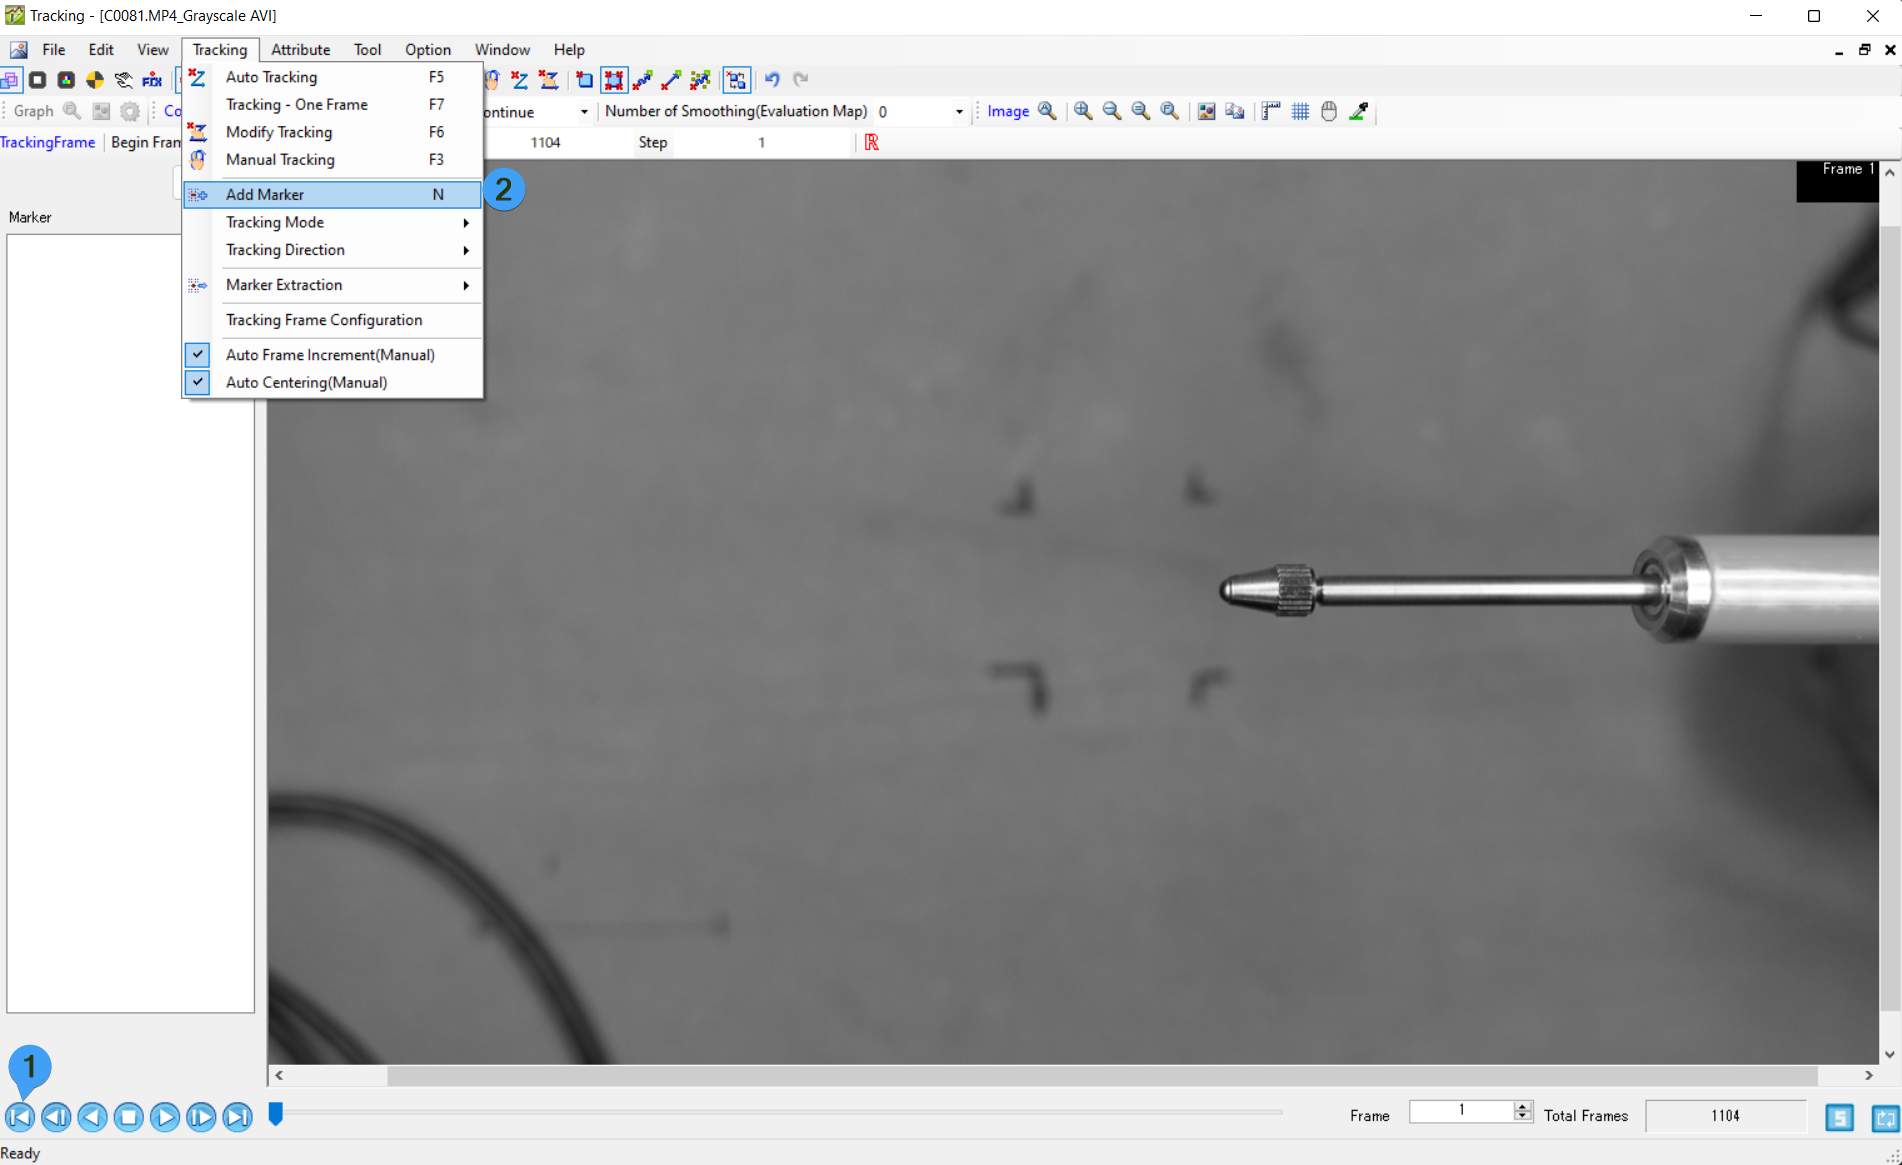 Tracking - [C0081.MP4_Grayscale AVI]
File Edit View Tracking Attribute Tool Option Window Help
FIX
Graph Co ontinue Number of Smoothing(Evaluation Map) 0 Image
TrackingFrame Begin Fram 1104 Step 1 R
Auto Tracking F5
Tracking - One Frame F7
Modify Tracking F6
Manual Tracking F3
Add Marker N
2
Tracking Mode
Tracking Direction
Marker Extraction
Tracking Frame Configuration
Auto Frame Increment(Manual)
Auto Centering(Manual)
Marker
Frame 1
1
Frame 1 Total Frames 1104 S
Ready